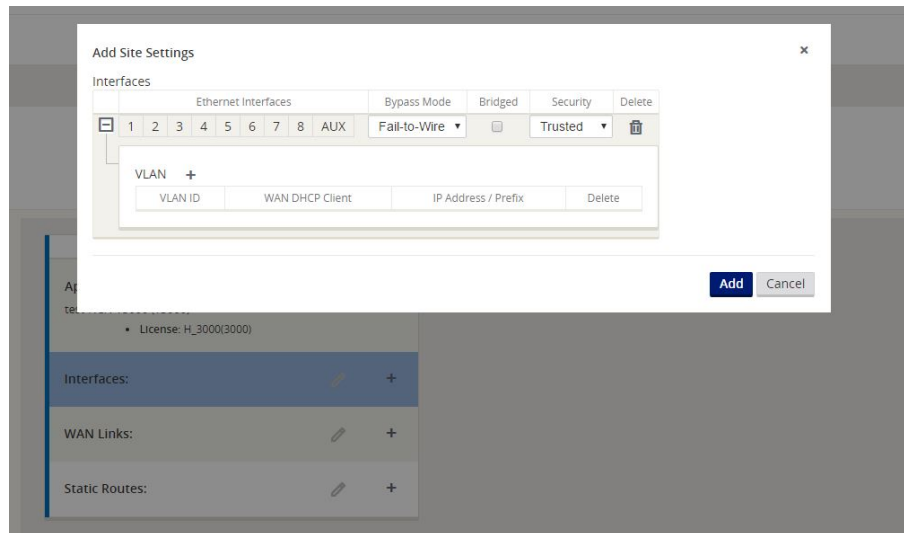 Add Site Settings ×
Interfaces
Ethernet Interfaces Bypass Mode Bridged Security Delete
1 2 3 4 5 6 7 8 AUX Fail-to-Wire Trusted
VLAN +
VLAN ID WAN DHCP Client IP Address / Prefix Delete
Add Cancel
• License: H_3000(3000)
Interfaces: +
WAN Links: +
Static Routes: +